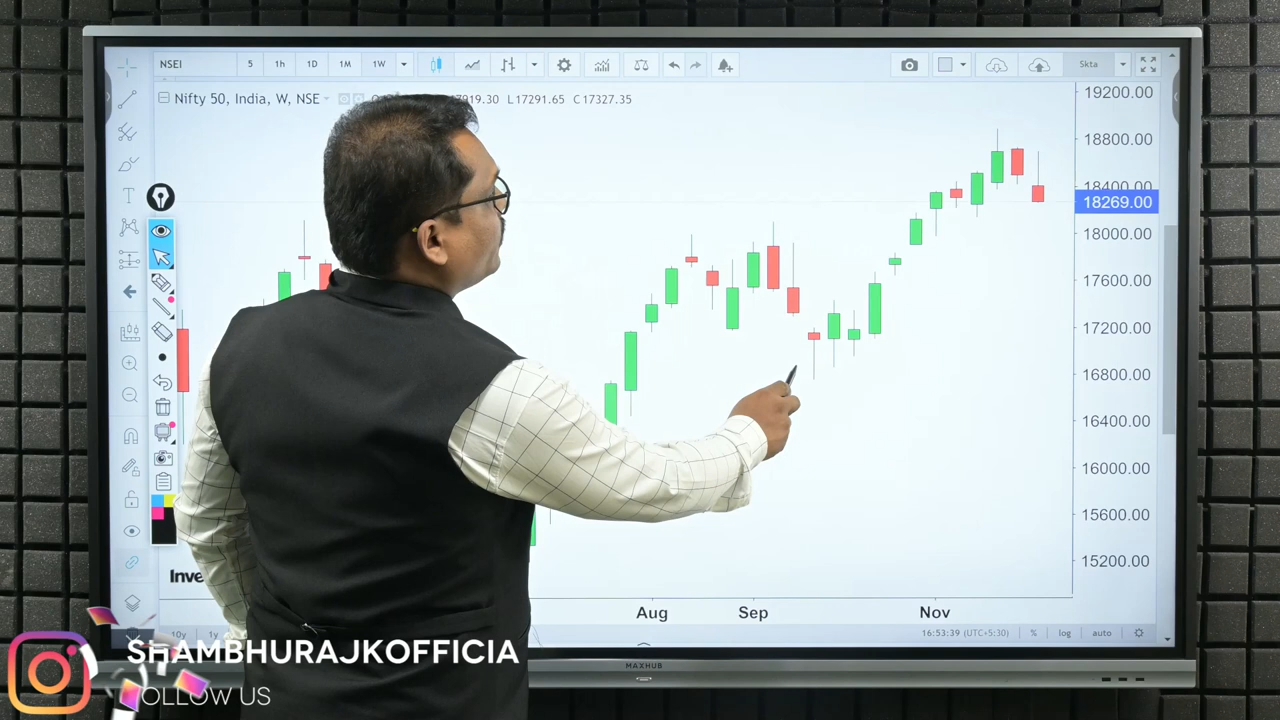 NSEI 5 1h 1D 1M 1W Skta
Nifty 50, India, W, NSE 7919.30 L17291.65 C17327.35
19200.00
18800.00
18400.00
18269.00
18000.00
17600.00
17200.00
16800.00
16400.00
16000.00
15600.00
15200.00
T
Inve
Aug Sep Nov
10y 1y 16:53:39 (UTC+5:30) % log auto
MAXHUB
SHAMBHURAJKOFFICIA
OLLOW US